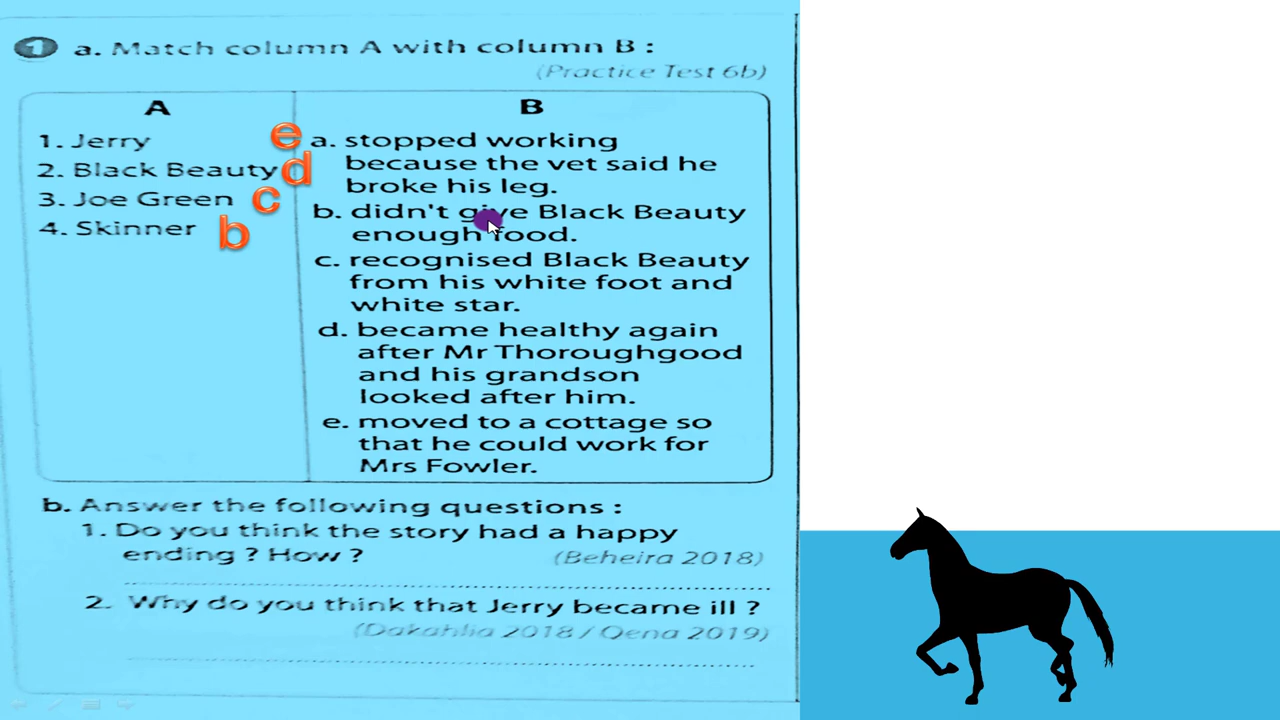 1 a. Match column A with column B :
(Practice Test 6b)
A
B
1. Jerry e
2. Black Beauty d
3. Joe Green c
4. Skinner b
a. stopped working
because the vet said he
broke his leg.
b. didn't give Black Beauty
enough food.
c. recognised Black Beauty
from his white foot and
white star.
d. became healthy again
after Mr Thoroughgood
and his grandson
looked after him.
e. moved to a cottage so
that he could work for
Mrs Fowler.
b. Answer the following questions :
1. Do you think the story had a happy
ending ? How ? (Beheira 2018)
2. Why do you think that Jerry became ill ?
(Dakahlia 2018 / Qena 2019)